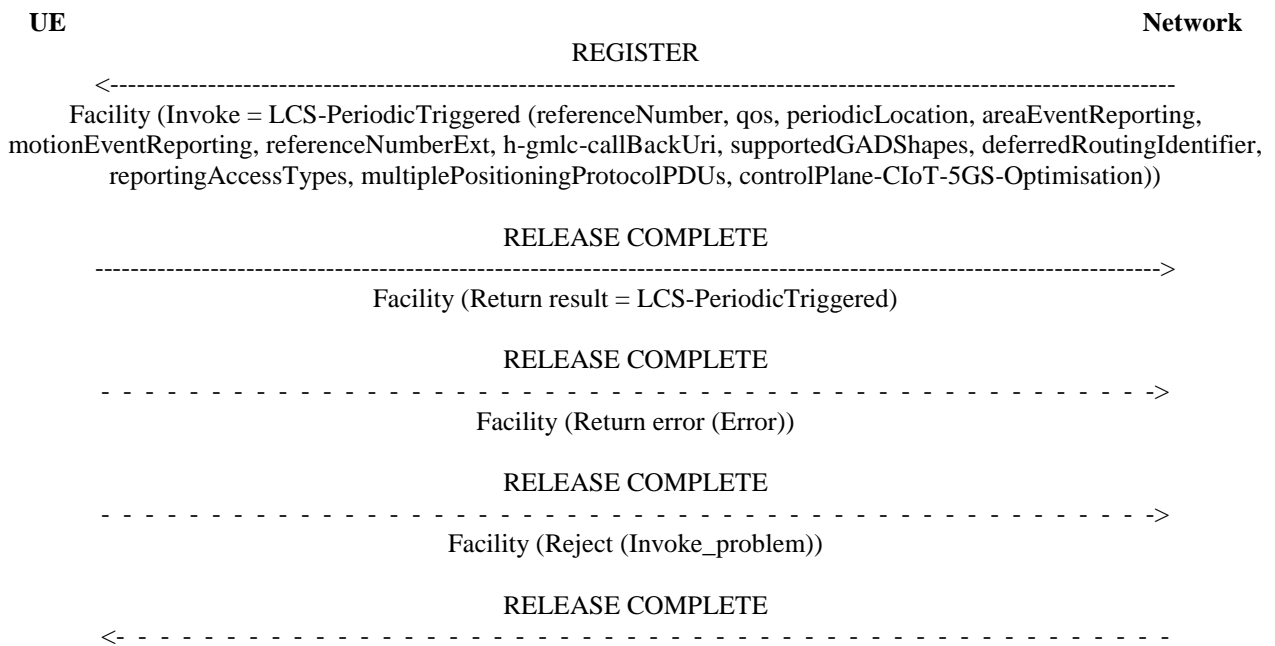 UE Network
REGISTER
<------------------------------------------------------------------------------------------------------------------------
Facility (Invoke = LCS-PeriodicTriggered (referenceNumber, qos, periodicLocation, areaEventReporting,
motionEventReporting, referenceNumberExt, h-gmlc-callBackUri, supportedGADShapes, deferredRoutingIdentifier,
reportingAccessTypes, multiplePositioningProtocolPDUs, controlPlane-CIoT-5GS-Optimisation))
RELEASE COMPLETE
------------------------------------------------------------------------------------------------------------------------>
Facility (Return result = LCS-PeriodicTriggered)
RELEASE COMPLETE
- - - - - - - - - - - - - - - - - - - - - - - - - - - - - - - - - - - - - - - - - - - - - - - - ->
Facility (Return error (Error))
RELEASE COMPLETE
- - - - - - - - - - - - - - - - - - - - - - - - - - - - - - - - - - - - - - - - - - - - - - - - ->
Facility (Reject (Invoke_problem))
RELEASE COMPLETE
<- - - - - - - - - - - - - - - - - - - - - - - - - - - - - - - - - - - - - - - - - - - - - - - - -